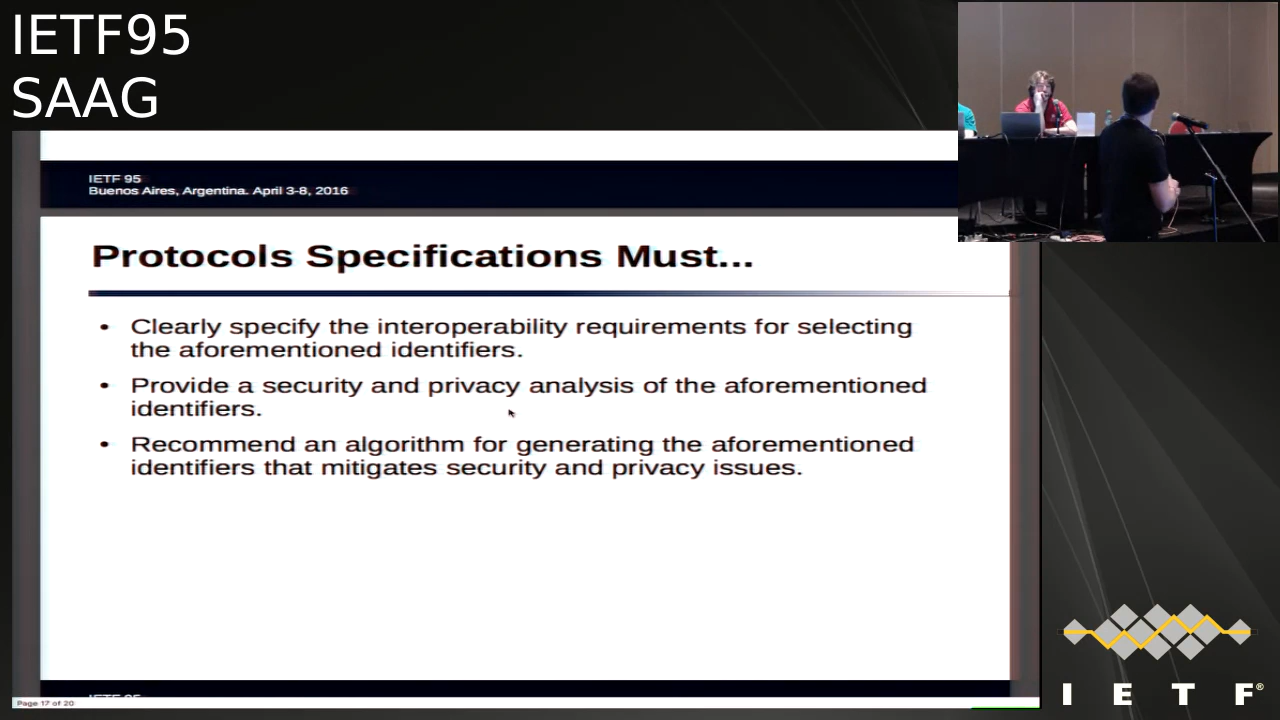 IETF95
SAAG
IETF 95
Buenos Aires, Argentina. April 3-8, 2016
Protocols Specifications Must...
• Clearly specify the interoperability requirements for selecting
the aforementioned identifiers.
• Provide a security and privacy analysis of the aforementioned
identifiers.
• Recommend an algorithm for generating the aforementioned
identifiers that mitigates security and privacy issues.
IETF 95
Page 17 of 20
I E T F®